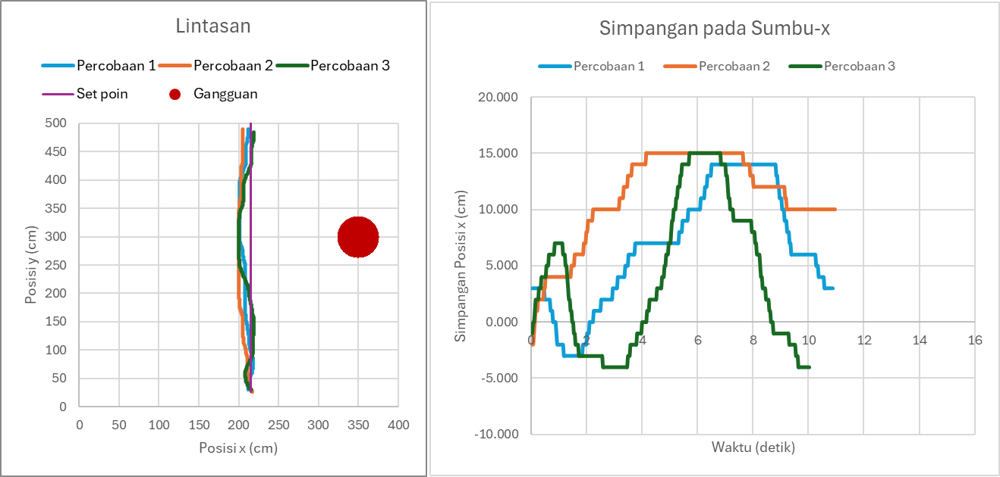 Lintasan
Percobaan 1 Percobaan 2 Percobaan 3
Set poin Gangguan
500
450
400
350
300
250
200
150
100
50
0
Posisi y (cm)
0 50 100 150 200 250 300 350 400
Posisi x (cm)
Simpangan pada Sumbu-x
Percobaan 1 Percobaan 2 Percobaan 3
20.000
15.000
10.000
5.000
0.000
-5.000
-10.000
Simpangan Posisi x (cm)
0 2 4 6 8 10 12 14 16
Waktu (detik)